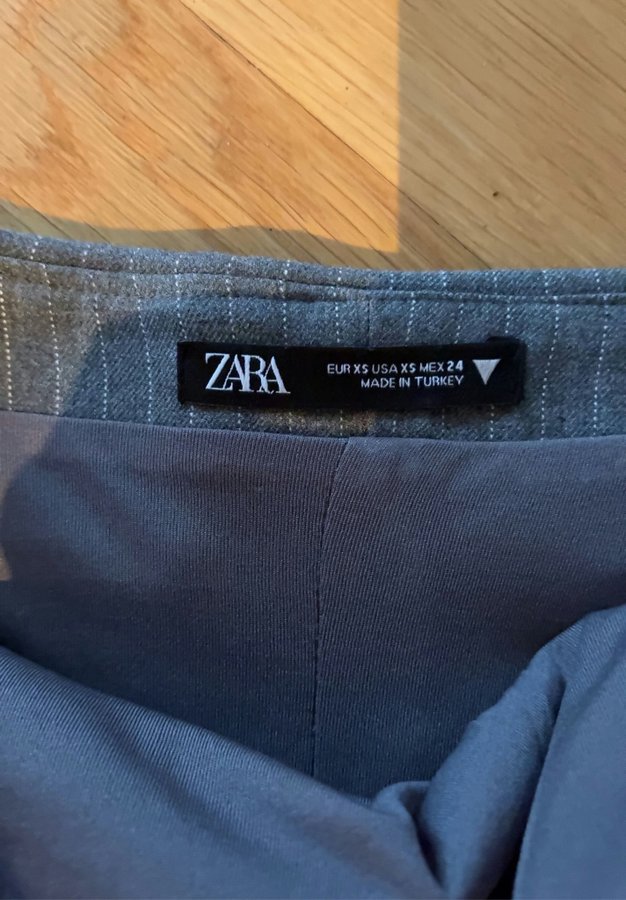 ZARA
EUR XS USA XS MEX 24
MADE IN TURKEY